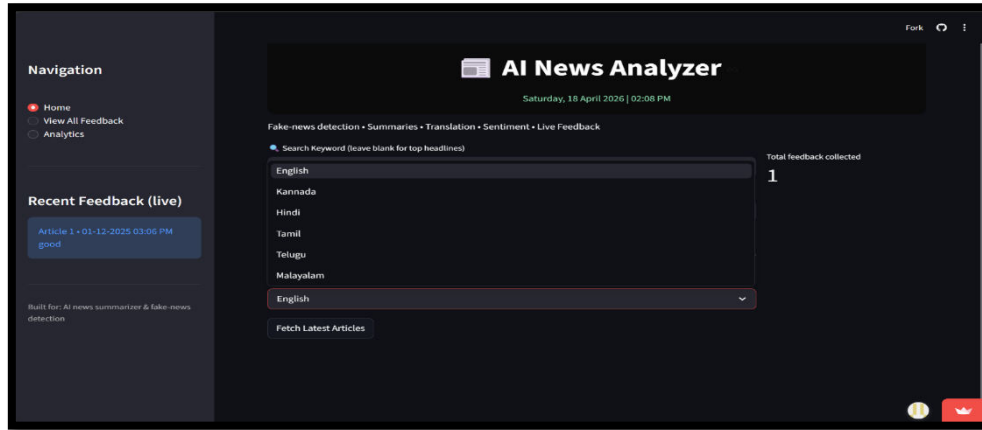 Fork
Navigation
Home
View All Feedback
Analytics
Recent Feedback (live)
Article 1 • 01-12-2025 03:06 PM
good
Built for: AI news summarizer & fake-news
detection
AI News Analyzer
Saturday, 18 April 2026 | 02:08 PM
Fake-news detection • Summaries • Translation • Sentiment • Live Feedback
Search Keyword (leave blank for top headlines)
English
Kannada
Hindi
Tamil
Telugu
Malayalam
English
Fetch Latest Articles
Total feedback collected
1